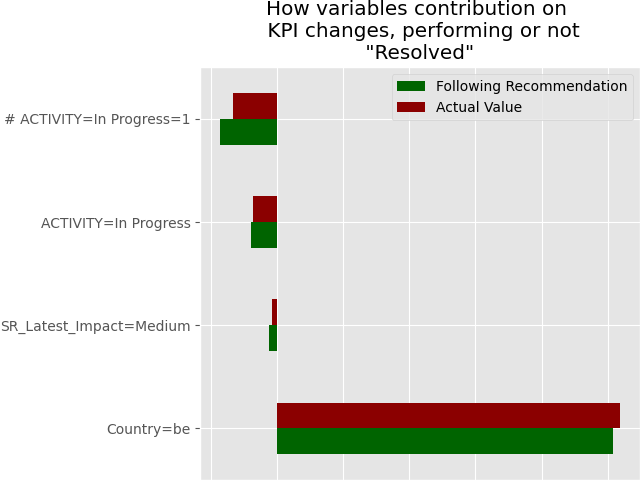 How variables contribution on
KPI changes, performing or not
"Resolved"
Following Recommendation
Actual Value
# ACTIVITY=In Progress=1
ACTIVITY=In Progress
SR_Latest_Impact=Medium
Country=be